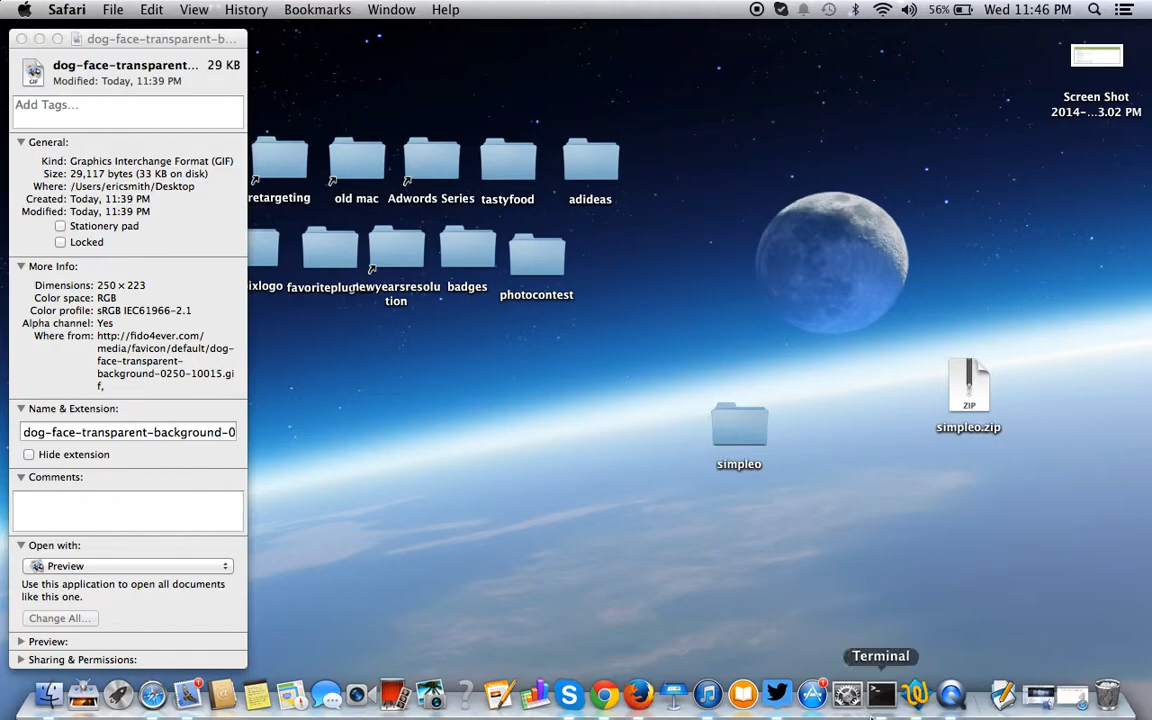 Safari File Edit View History Bookmarks Window Help 56% Wed 11:46 PM
dog-face-transparent-b...
dog-face-transparent... 29 KB
Modified: Today, 11:39 PM
Add Tags...
General:
Kind: Graphics Interchange Format (GIF)
Size: 29,117 bytes (33 KB on disk)
Where: /Users/ericsmith/Desktop
Created: Today, 11:39 PM
Modified: Today, 11:39 PM
Stationery pad
Locked
More Info:
Dimensions: 250 × 223
Color space: RGB
Color profile: sRGB IEC61966-2.1
Alpha channel: Yes
Where from: http://fido4ever.com/
media/favicon/default/dog-
face-transparent-
background-0250-10015.gi
f,
Name & Extension:
dog-face-transparent-background-0
Hide extension
Comments:
Open with:
Preview
Use this application to open all documents
like this one.
Change All...
Preview:
Sharing & Permissions:
retargeting old mac Adwords Series tastyfood adideas
ixlogo favoriteplug newyearsresolu badges photocontest
tion
Screen Shot
2014-...3.02 PM
ZIP
simpleo.zip
simpleo
Terminal